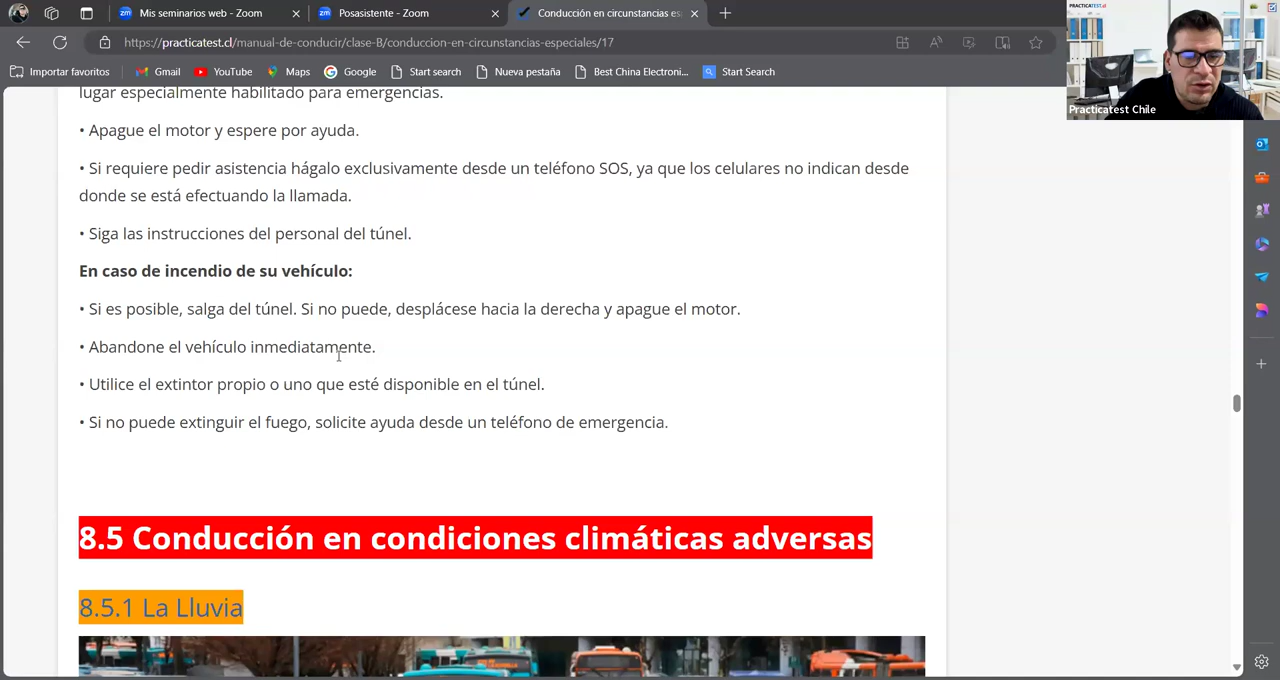 Mis seminarios web - Zoom
Posasistente - Zoom
Conducción en circunstancias es
https://practicatest.cl/manual-de-conducir/clase-B/conduccion-en-circunstancias-especiales/17
Importar favoritos
Gmail
YouTube
Maps
Google
Start search
Nueva pestaña
Best China Electroni...
Start Search
PRACTICATEST.cl
Practicatest Chile
lugar especialmente habilitado para emergencias.
• Apague el motor y espere por ayuda.
• Si requiere pedir asistencia hágalo exclusivamente desde un teléfono SOS, ya que los celulares no indican desde
donde se está efectuando la llamada.
• Siga las instrucciones del personal del túnel.
En caso de incendio de su vehículo:
• Si es posible, salga del túnel. Si no puede, desplácese hacia la derecha y apague el motor.
• Abandone el vehículo inmediatamente.
• Utilice el extintor propio o uno que esté disponible en el túnel.
• Si no puede extinguir el fuego, solicite ayuda desde un teléfono de emergencia.
8.5 Conducción en condiciones climáticas adversas
8.5.1 La Lluvia